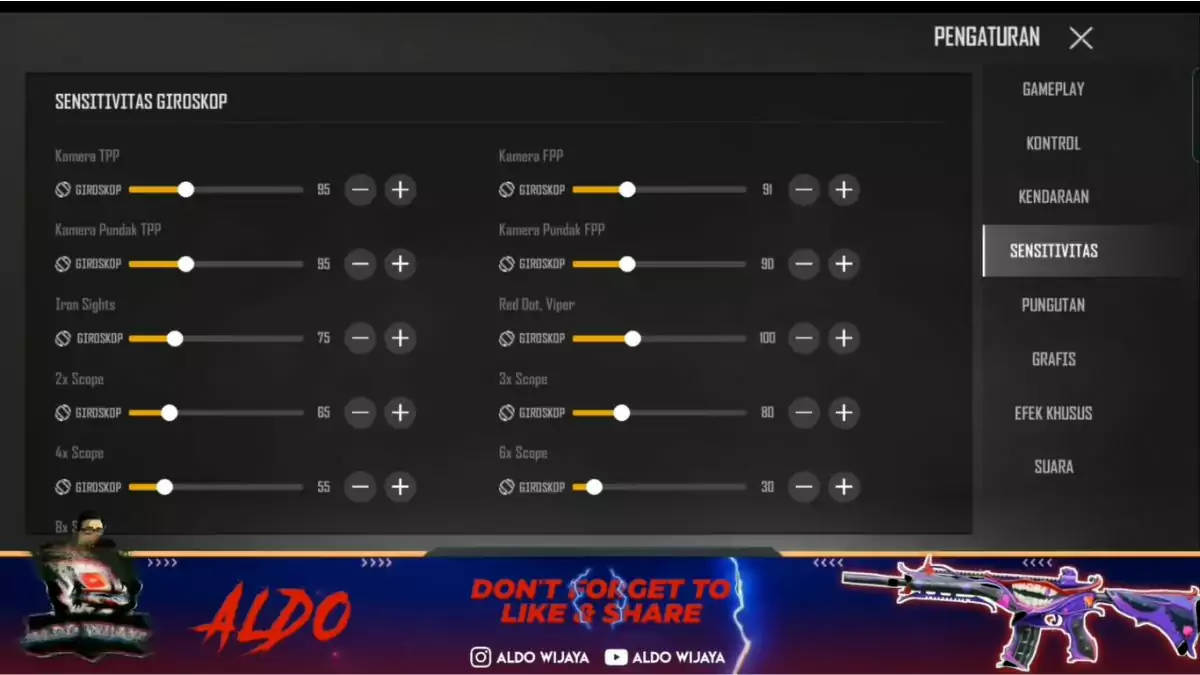 PENGATURAN
SENSITIVITAS GIROSKOP
Kamera TPP
GIROSKOP 95
Kamera FPP
GIROSKOP 91
Kamera Pundak TPP
GIROSKOP 95
Kamera Pundak FPP
GIROSKOP 90
Iron Sights
GIROSKOP 75
Red Dot, Viper
GIROSKOP 100
2x Scope
GIROSKOP 65
3x Scope
GIROSKOP 80
4x Scope
GIROSKOP 55
6x Scope
GIROSKOP 30
8x
GAMEPLAY
KONTROL
KENDARAAN
SENSITIVITAS
PUNGUTAN
GRAFIS
EFEK KHUSUS
SUARA
ALDO WIJAYA
ALDO
DON'T FORGET TO
LIKE & SHARE
ALDO WIJAYA
ALDO WIJAYA